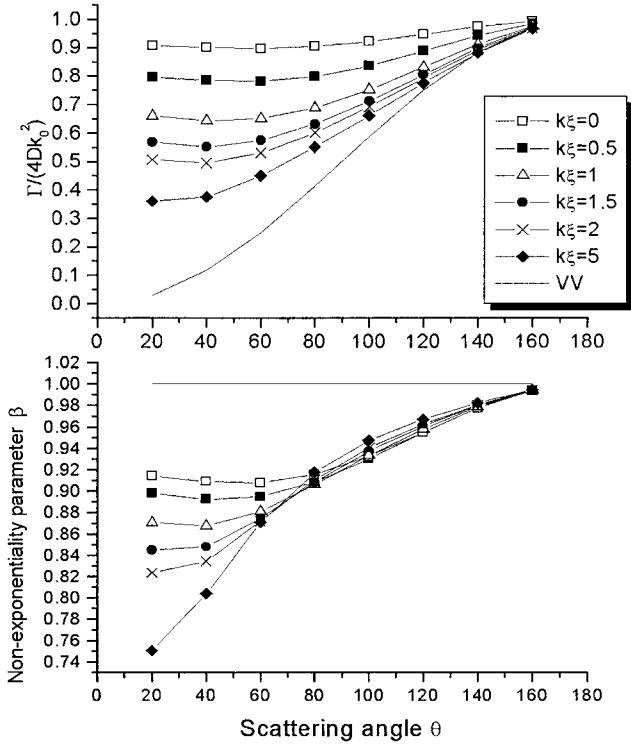 Γ/(4Dk₀²)
1.0
0.9
0.8
0.7
0.6
0.5
0.4
0.3
0.2
0.1
0.0
kξ=0
kξ=0.5
kξ=1
kξ=1.5
kξ=2
kξ=5
VV
0 20 40 60 80 100 120 140 160 180
Non-exponentiality parameter β
1.02
1.00
0.98
0.96
0.94
0.92
0.90
0.88
0.86
0.84
0.82
0.80
0.78
0.76
0.74
0 20 40 60 80 100 120 140 160 180
Scattering angle θ